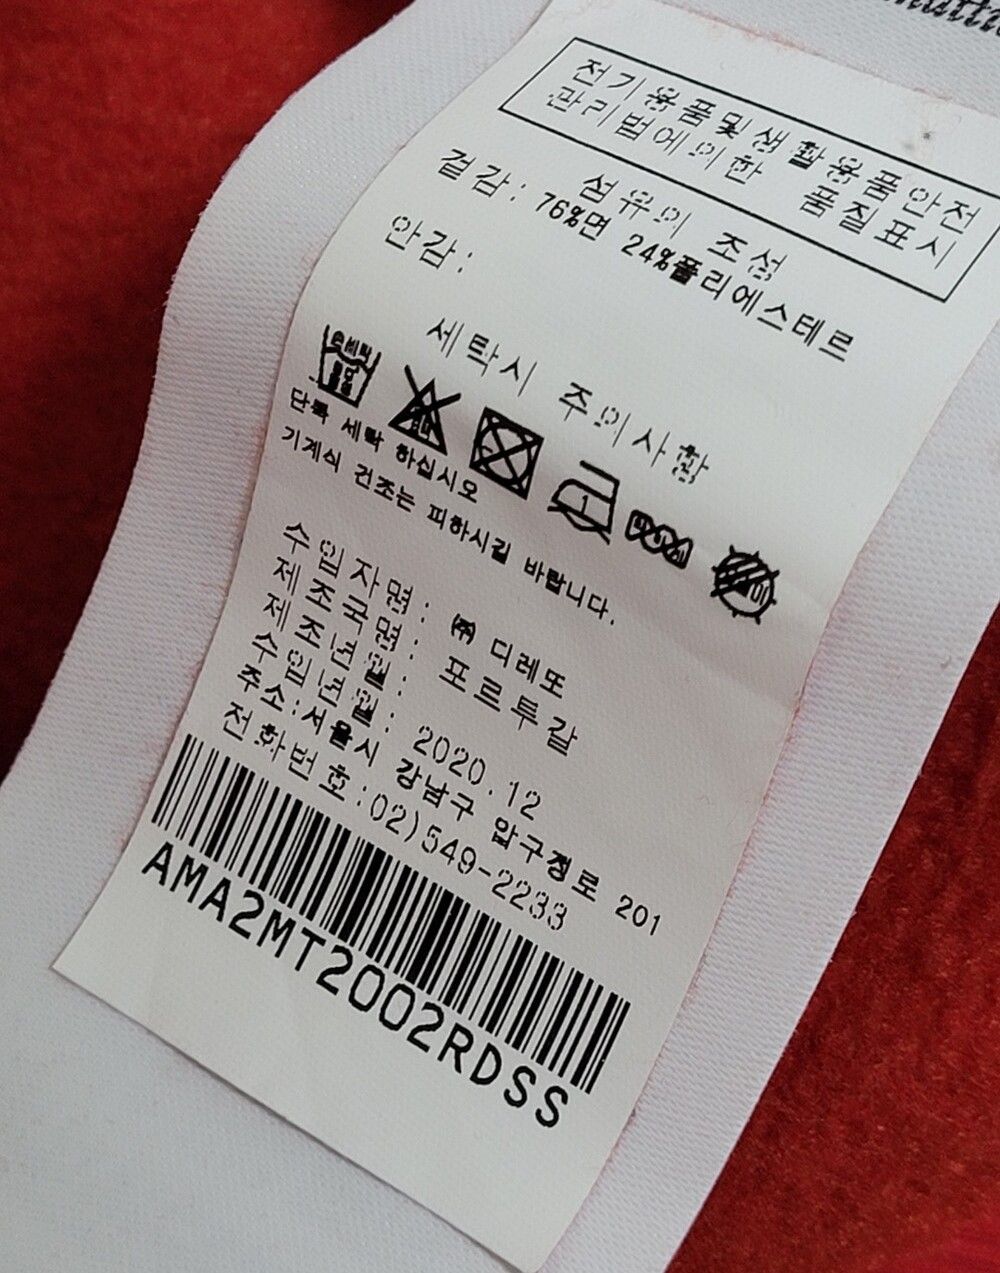 전기용품및생활용품안전
관리법에의한 품질표시
섬유의 조성
겉감: 76%면 24%폴리에스테르
안감:
세탁시 주의사항
단독 세탁 하십시오
기계식 건조는 피하시길 바랍니다.
수입자명: ㈜ 디레또
제조국명: 포르투갈
제조년월:
수입년월: 2020.12
주소:서울시 강남구 압구정로 201
전화번호:02)549-2233
AMA2MT2002RDSS